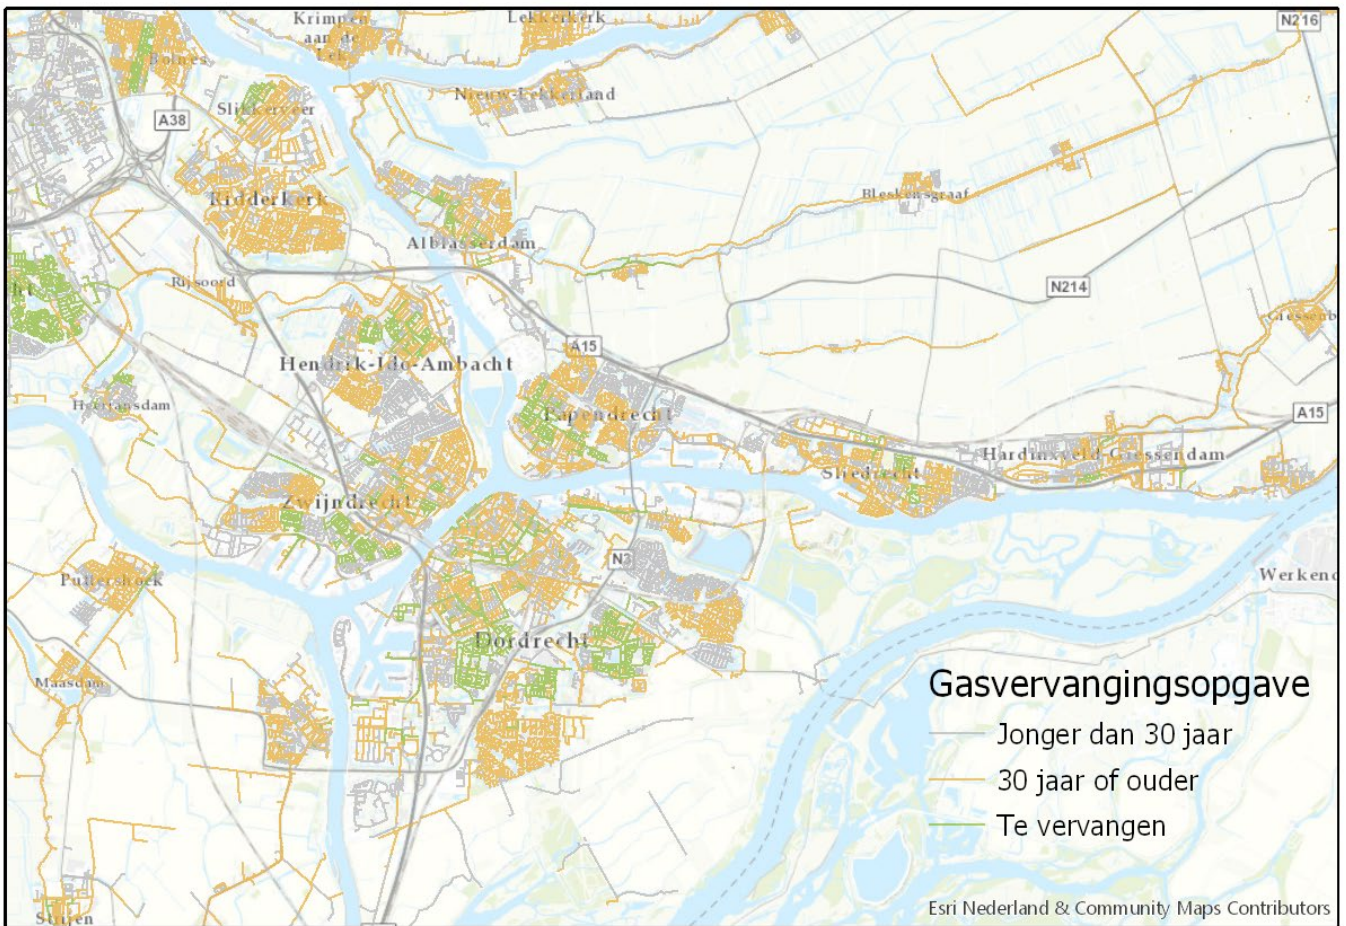 Krimpen
aan de
Lek
Lekkerkerk
N216
Bolnes
Slikkerveer
Nieuw-Lekkerland
A38
Ridderkerk
Bleskensgraaf
Alblasserdam
Rijsoord
N214
Hendrik-Ido-Ambacht
A15
Heerjansdam
Papendrecht
A15
Sliedrecht
Hardinxveld-Giessendam
Zwijndrecht
N3
Puttershoek
Dordrecht
Maasdam
Strijen
Gasvervangingsopgave
Jonger dan 30 jaar
30 jaar of ouder
Te vervangen
Esri Nederland & Community Maps Contributors